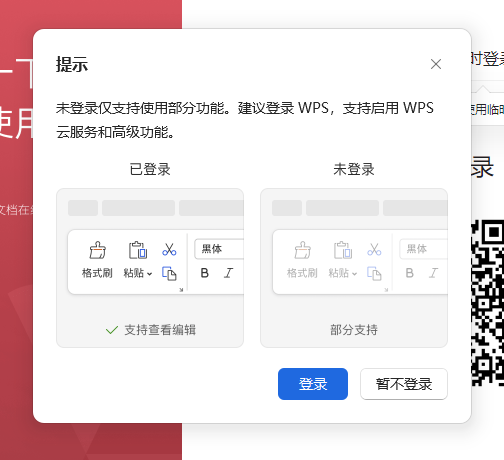 一下
使用
文档在线
时登录
使用临时
录
提示
未登录仅支持使用部分功能。建议登录 WPS，支持启用 WPS
云服务和高级功能。
已登录
未登录
黑体
格式刷
粘贴
B
I
支持查看编辑
黑体
格式刷
粘贴
B
I
部分支持
登录
暂不登录